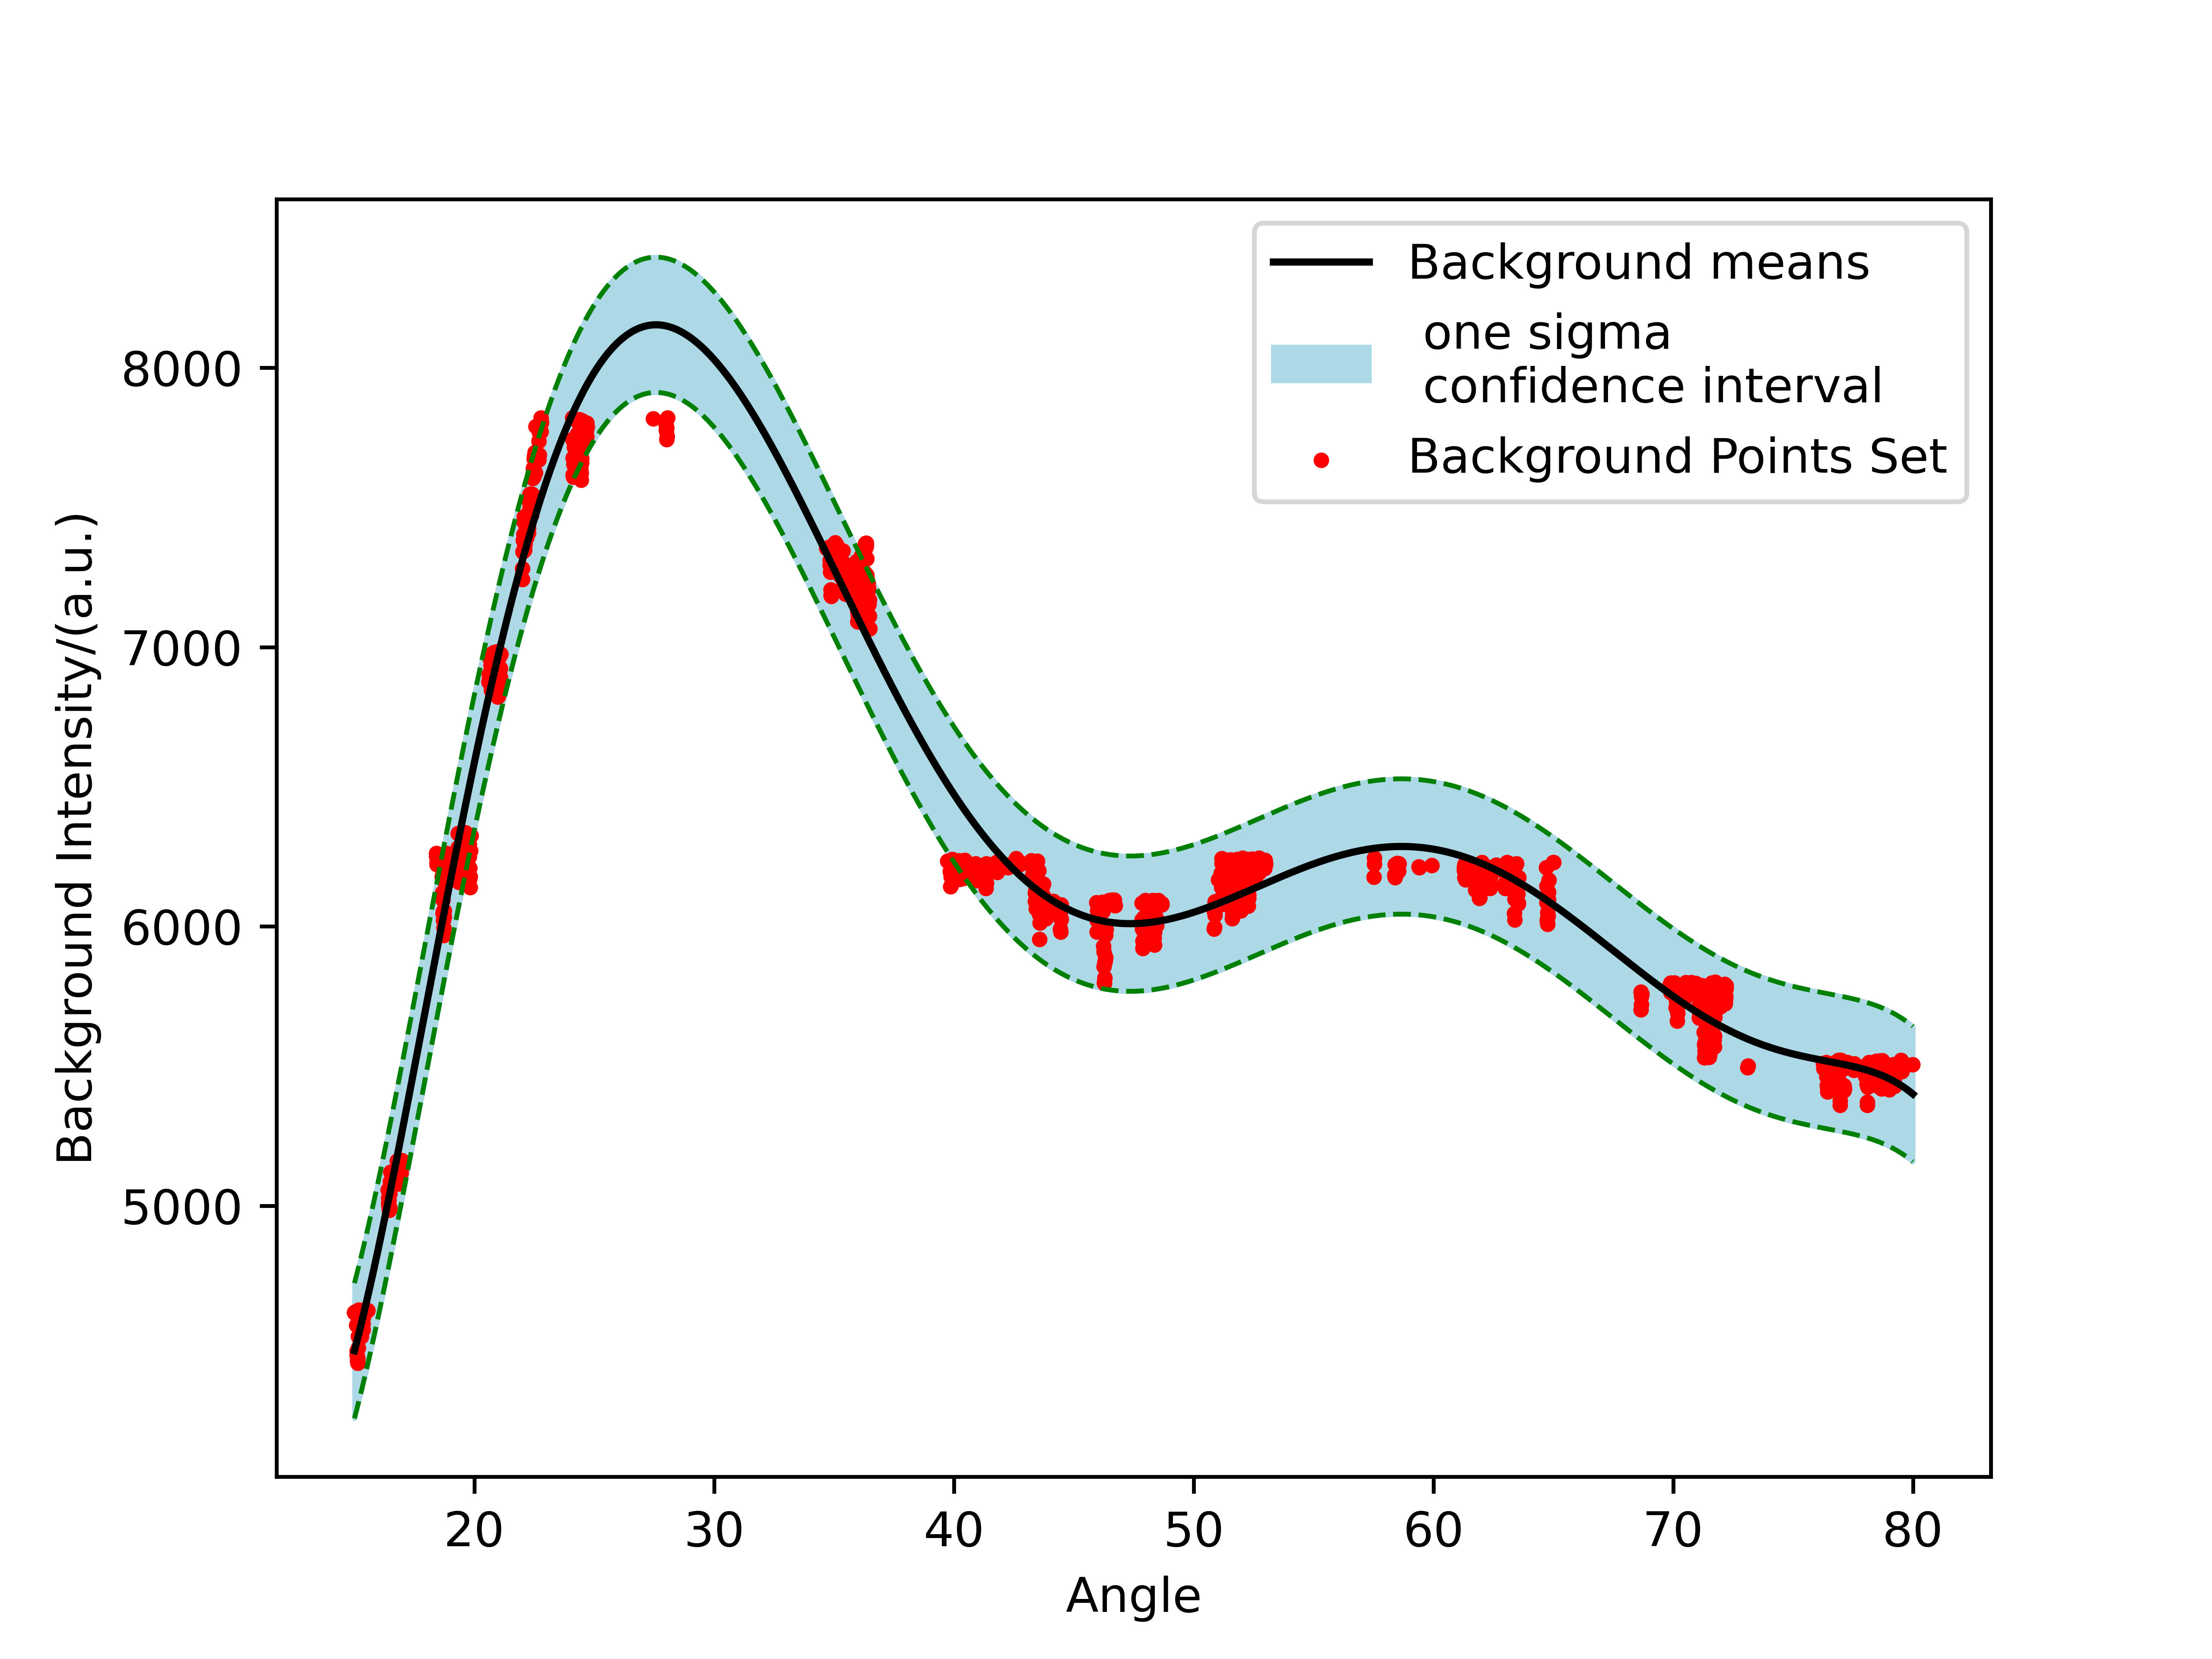 Background means
one sigma
confidence interval
Background Points Set
Background Intensity/(a.u.)
8000
7000
6000
5000
20 30 40 50 60 70 80
Angle